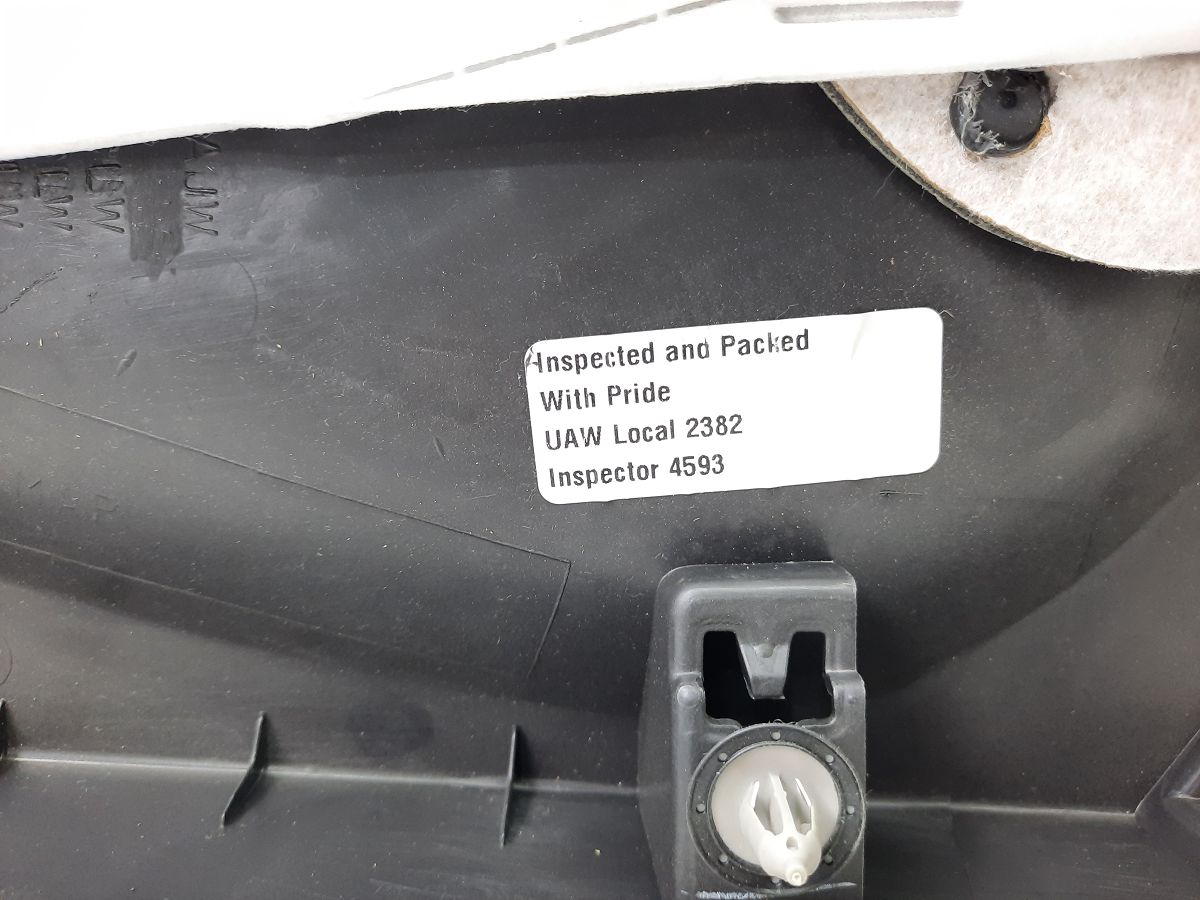 Inspected and Packed
With Pride
UAW Local 2382
Inspector 4593